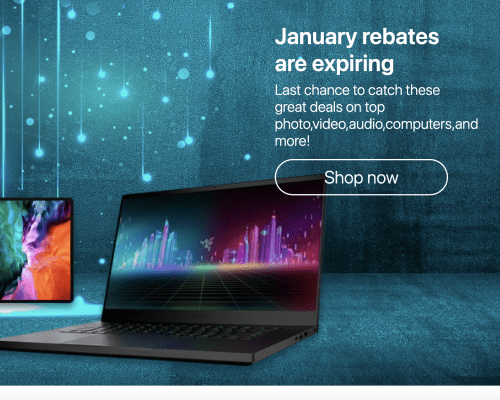 January rebates
are expiring
Last chance to catch these
great deals on top
photo,video,audio,computers,and
more!
Shop now